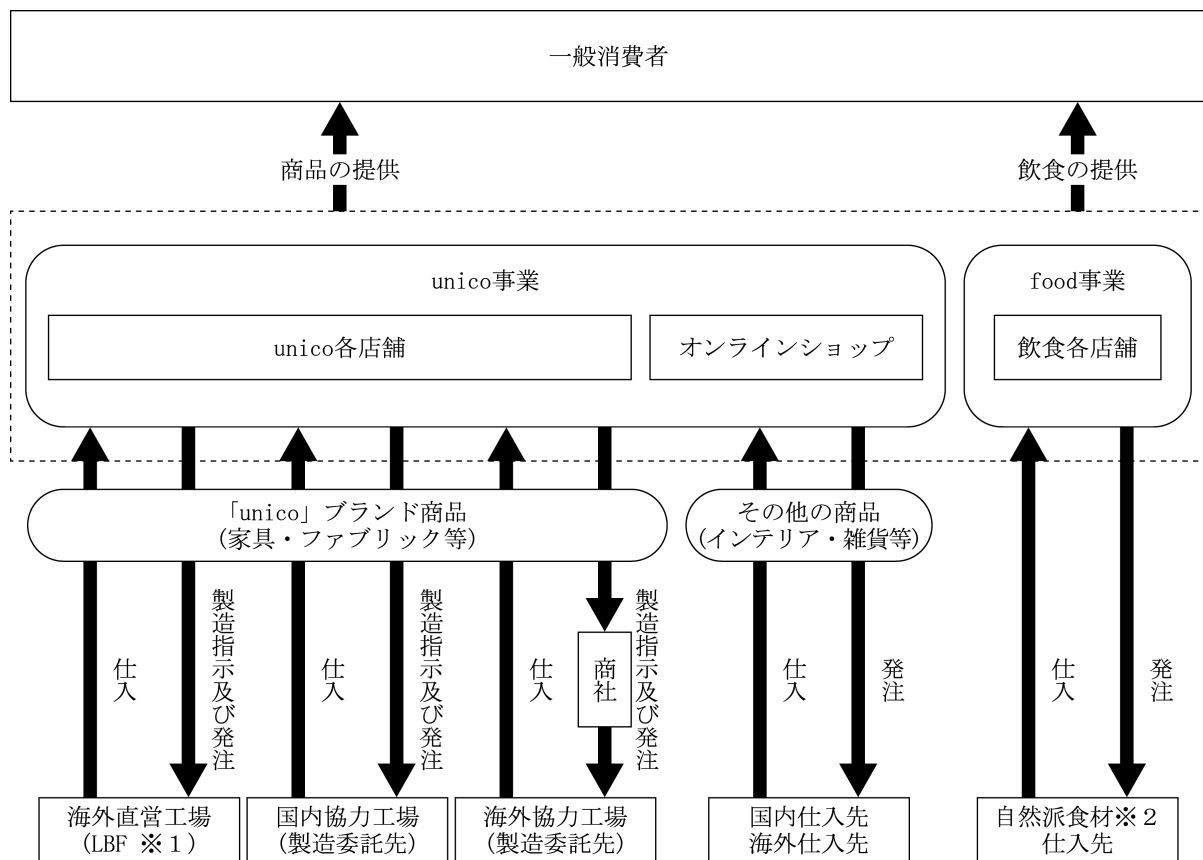 一般消費者
商品の提供
飲食の提供
unico事業
food事業
unico各店舗
オンラインショップ
飲食各店舗
「unico」ブランド商品
(家具・ファブリック等)
その他の商品
(インテリア・雑貨等)
仕入
製造指示及び発注
仕入
製造指示及び発注
仕入
商社
製造指示及び発注
仕入
発注
仕入
発注
海外直営工場
(LBF ※1)
国内協力工場
(製造委託先)
海外協力工場
(製造委託先)
国内仕入先
海外仕入先
自然派食材※2
仕入先